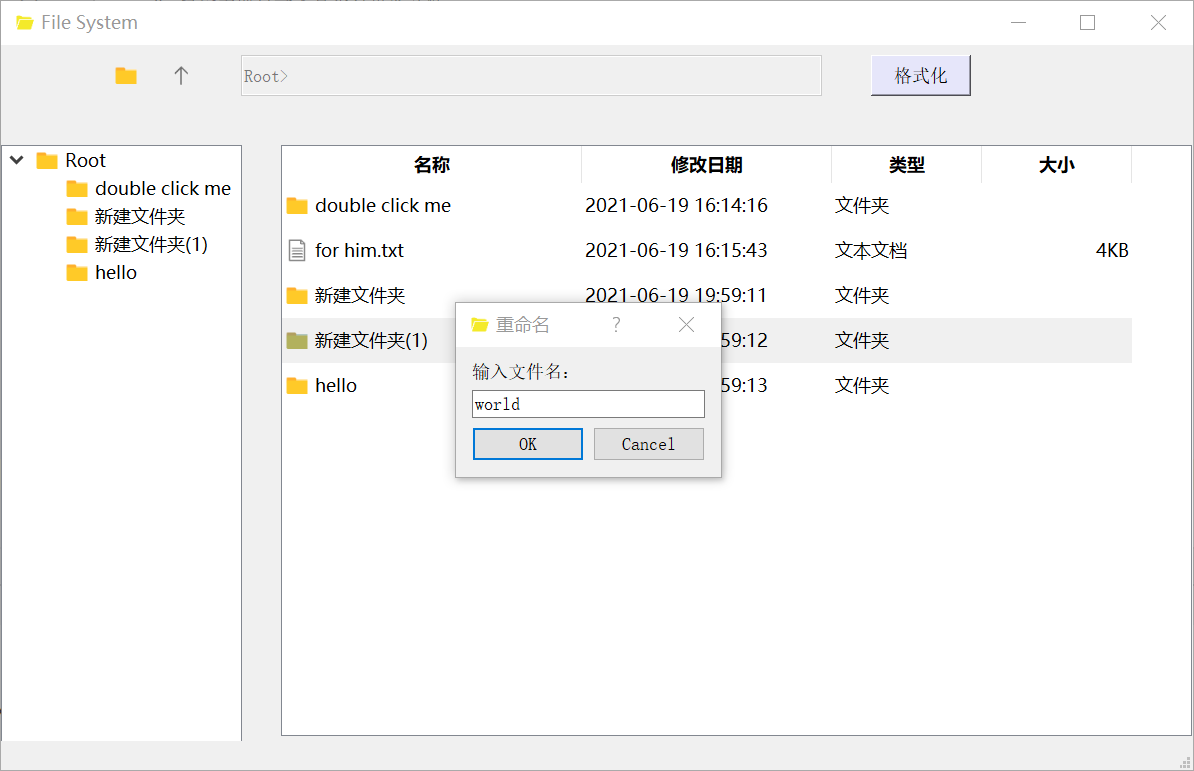 File System
Root>
格式化
Root
double click me
新建文件夹
新建文件夹(1)
hello
名称 修改日期 类型 大小
double click me 2021-06-19 16:14:16 文件夹
for him.txt 2021-06-19 16:15:43 文本文档 4KB
新建文件夹 2021-06-19 19:59:11 文件夹
新建文件夹(1) 59:12 文件夹
hello 59:13 文件夹
重命名 ?
输入文件名：
world
OK Cancel